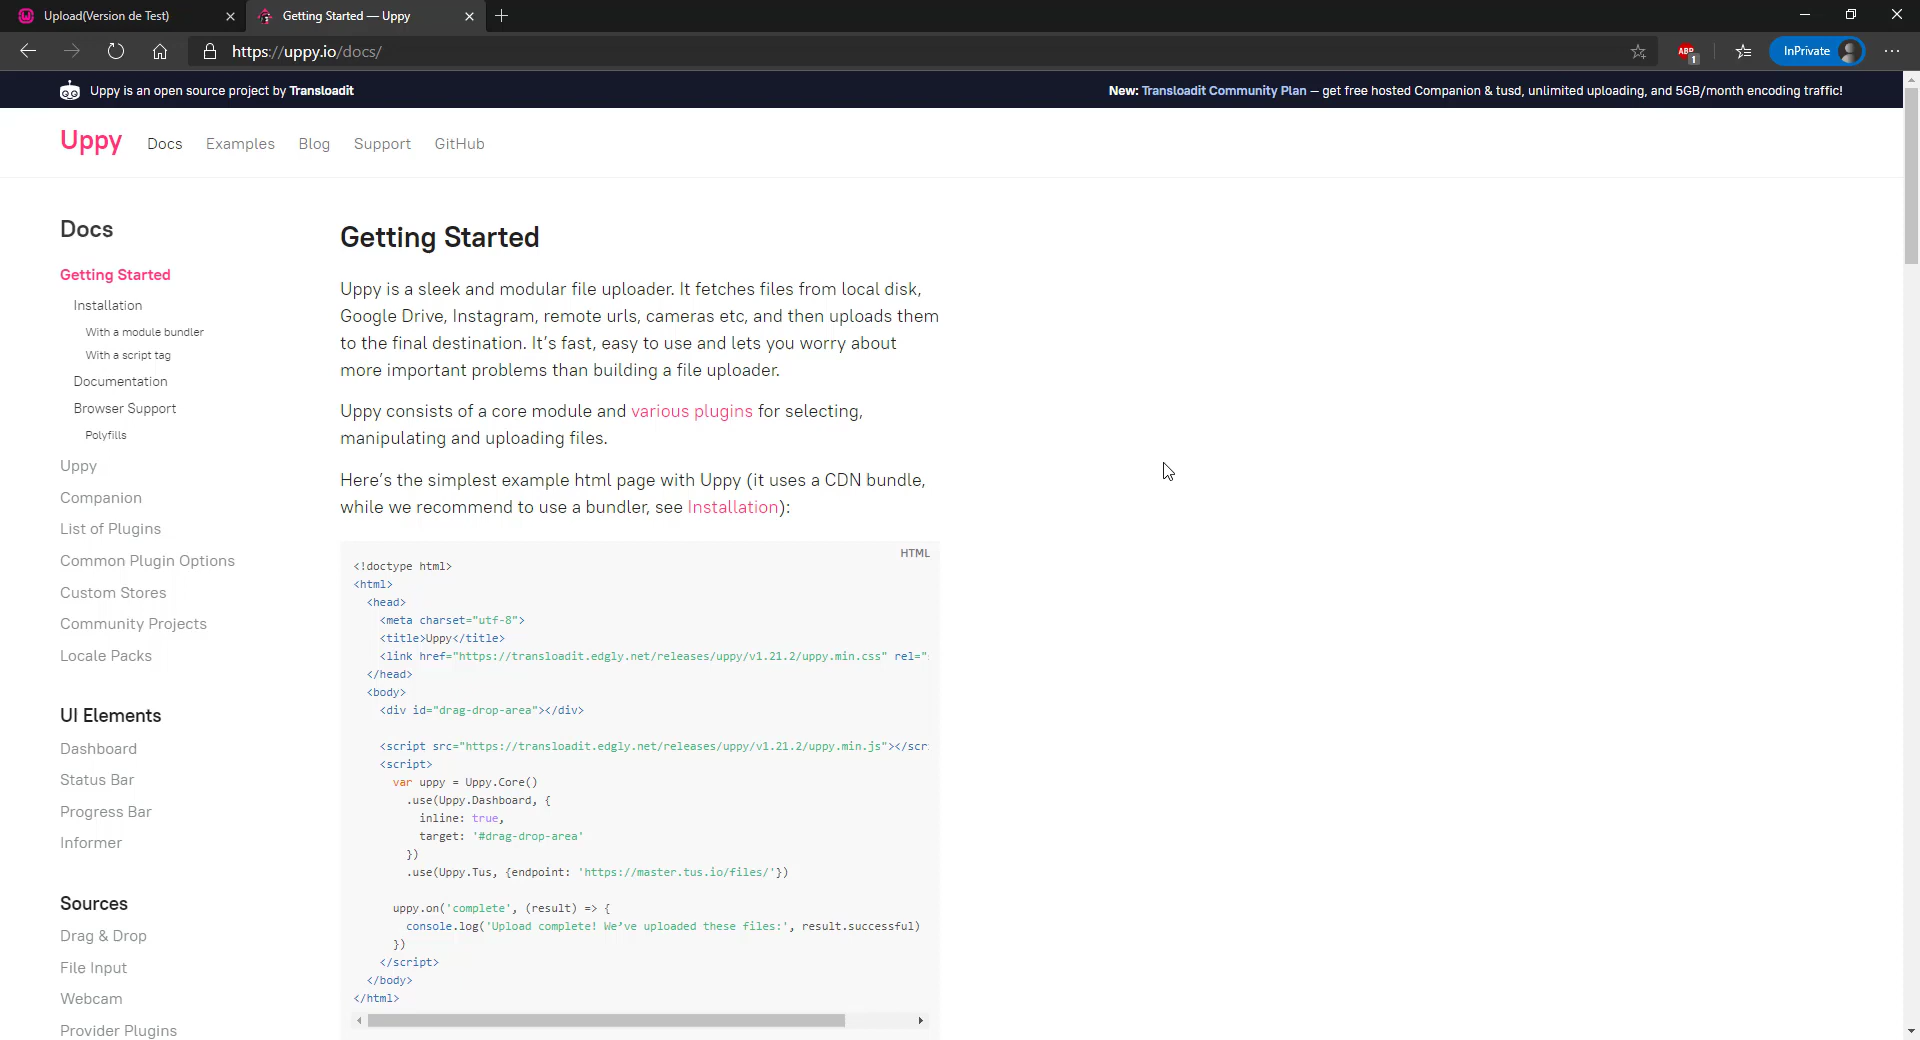 Upload(Version de Test)
Getting Started — Uppy
https://uppy.io/docs/
ABP
1
InPrivate
Uppy is an open source project by Transloadit
New: Transloadit Community Plan – get free hosted Companion & tusd, unlimited uploading, and 5GB/month encoding traffic!
Uppy
Docs
Examples
Blog
Support
GitHub
Docs
Getting Started
Installation
With a module bundler
With a script tag
Documentation
Browser Support
Polyfills
Uppy
Companion
List of Plugins
Common Plugin Options
Custom Stores
Community Projects
Locale Packs
UI Elements
Dashboard
Status Bar
Progress Bar
Informer
Sources
Drag & Drop
File Input
Webcam
Provider Plugins
Getting Started
Uppy is a sleek and modular file uploader. It fetches files from local disk,
Google Drive, Instagram, remote urls, cameras etc, and then uploads them
to the final destination. It’s fast, easy to use and lets you worry about
more important problems than building a file uploader.
Uppy consists of a core module and various plugins for selecting,
manipulating and uploading files.
Here’s the simplest example html page with Uppy (it uses a CDN bundle,
while we recommend to use a bundler, see Installation):
HTML
<!doctype html>
<html>
<head>
<meta charset="utf-8">
<title>Uppy</title>
<link href="https://transloadit.edgly.net/releases/uppy/v1.21.2/uppy.min.css" rel="
</head>
<body>
<div id="drag-drop-area"></div>
<script src="https://transloadit.edgly.net/releases/uppy/v1.21.2/uppy.min.js"></scri
<script>
var uppy = Uppy.Core()
.use(Uppy.Dashboard, {
inline: true,
target: '#drag-drop-area'
})
.use(Uppy.Tus, {endpoint: 'https://master.tus.io/files/'})
uppy.on('complete', (result) => {
console.log('Upload complete! We’ve uploaded these files:', result.successful)
})
</script>
</body>
</html>